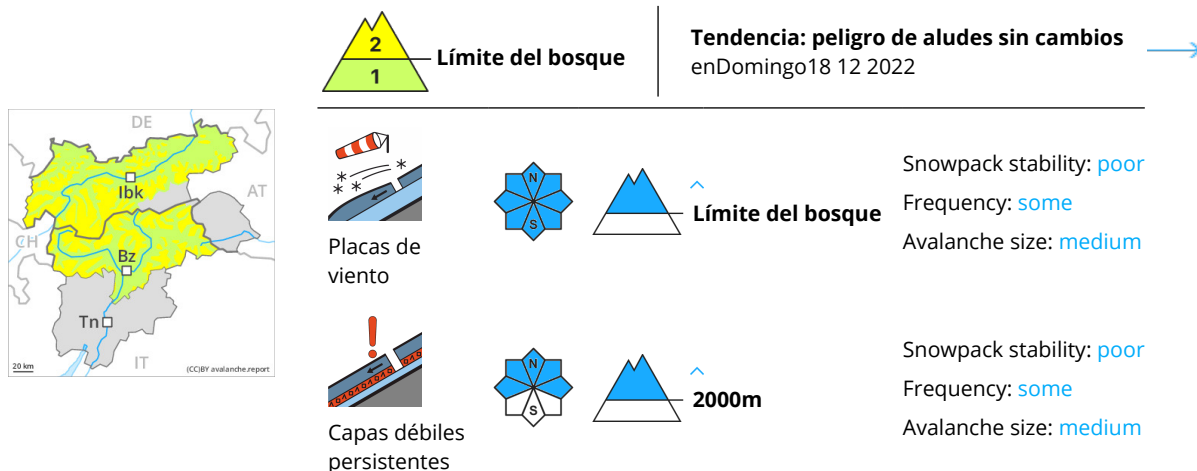 2
1
Límite del bosque
Tendencia: peligro de aludes sin cambios
enDomingo18 12 2022
DE
AT
CH
IT
Ibk
Bz
Tn
20 km
(CC)BY avalanche.report
Placas de
viento
N
S
Límite del bosque
Snowpack stability: poor
Frequency: some
Avalanche size: medium
Capas débiles
persistentes
N
S
2000m
Snowpack stability: poor
Frequency: some
Avalanche size: medium